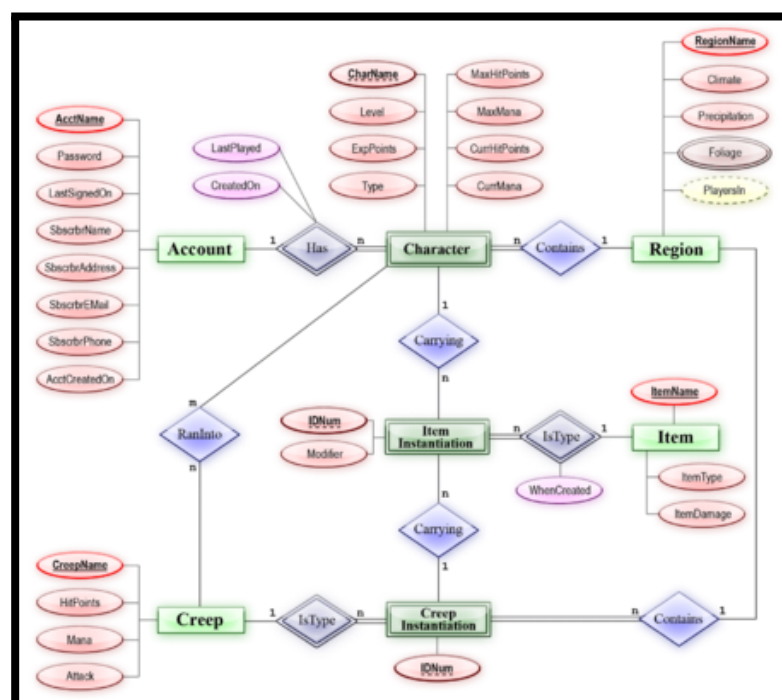 RegionName
CharName
MaxHitPoints
Climate
Level
MaxMana
AcctName
Precipitation
LastPlayed
ExpPoints
CurrHitPoints
Password
Foliage
CreatedOn
Type
CurrMana
LastSignedOn
PlayersIn
SbscrbrName
Account
1
Has
n
Character
n
Contains
1
Region
SbscrbrAddress
SbscrbrEMail
1
SbscrbrPhone
Carrying
AcctCreatedOn
n
m
ItemName
RanInto
IDNum
Item
Instantiation
n
IsType
1
Item
Modifier
n
WhenCreated
ItemType
n
ItemDamage
Carrying
CreepName
1
HitPoints
Creep
1
IsType
n
Creep
Instantiation
n
Contains
1
Mana
IDNum
Attack